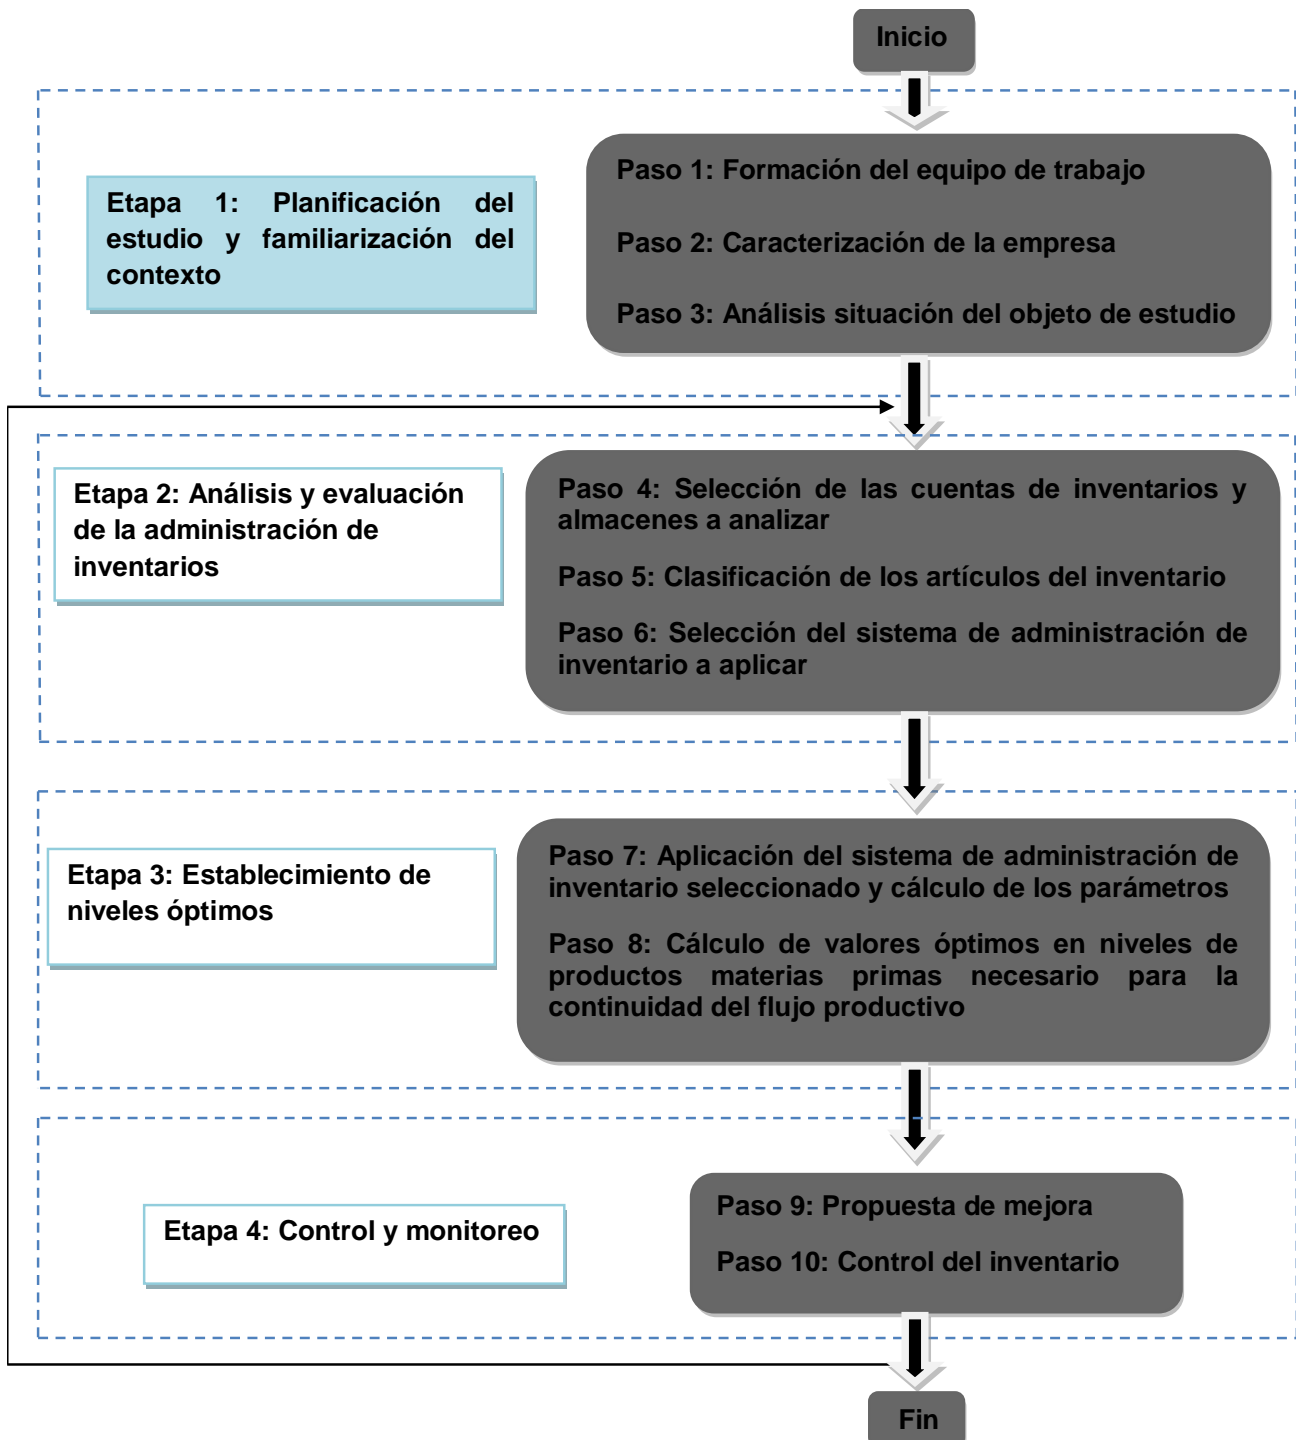 Inicio
Etapa 1: Planificación del
estudio y familiarización del
contexto
Paso 1: Formación del equipo de trabajo
Paso 2: Caracterización de la empresa
Paso 3: Análisis situación del objeto de estudio
Etapa 2: Análisis y evaluación
de la administración de
inventarios
Paso 4: Selección de las cuentas de inventarios y
almacenes a analizar
Paso 5: Clasificación de los artículos del inventario
Paso 6: Selección del sistema de administración de
inventario a aplicar
Etapa 3: Establecimiento de
niveles óptimos
Paso 7: Aplicación del sistema de administración de
inventario seleccionado y cálculo de los parámetros
Paso 8: Cálculo de valores óptimos en niveles de
productos materias primas necesario para la
continuidad del flujo productivo
Etapa 4: Control y monitoreo
Paso 9: Propuesta de mejora
Paso 10: Control del inventario
Fin